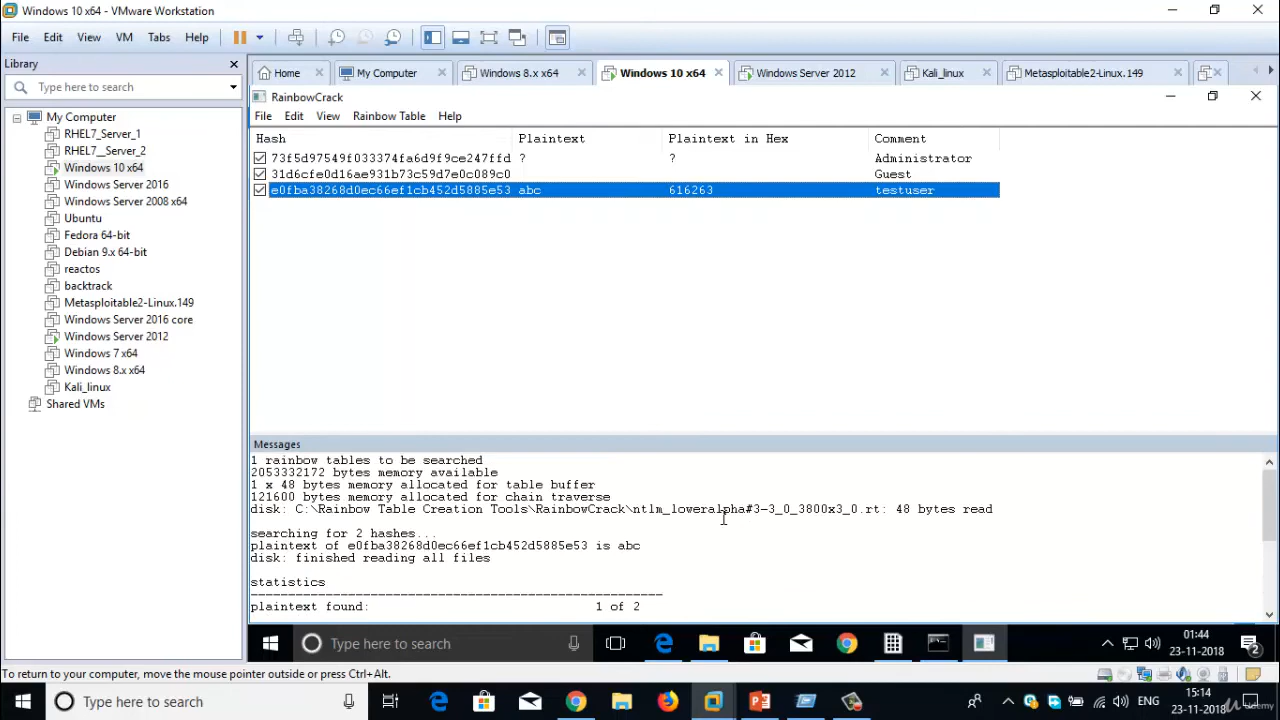 Windows 10 x64 - VMware Workstation
File Edit View VM Tabs Help
Library
Type here to search
My Computer
RHEL7_Server_1
RHEL7__Server_2
Windows 10 x64
Windows Server 2016
Windows Server 2008 x64
Ubuntu
Fedora 64-bit
Debian 9.x 64-bit
reactos
backtrack
Metasploitable2-Linux.149
Windows Server 2016 core
Windows Server 2012
Windows 7 x64
Windows 8.x x64
Kali_linux
Shared VMs
Home My Computer Windows 8.x x64 Windows 10 x64 Windows Server 2012 Kali_linux Metasploitable2-Linux.149
RainbowCrack
File Edit View Rainbow Table Help
Hash Plaintext Plaintext in Hex Comment
73f5d97549f033374fa6d9f9ce247ffd ? ? Administrator
31d6cfe0d16ae931b73c59d7e0c089c0 Guest
e0fba38268d0ec66ef1cb452d5885e53 abc 616263 testuser
Messages
1 rainbow tables to be searched
2053332172 bytes memory available
1 x 48 bytes memory allocated for table buffer
121600 bytes memory allocated for chain traverse
disk: C:\Rainbow Table Creation Tools\RainbowCrack\ntlm_loweralpha#3-3_0_3800x3_0.rt: 48 bytes read
searching for 2 hashes...
plaintext of e0fba38268d0ec66ef1cb452d5885e53 is abc
disk: finished reading all files
statistics
-------------------------------------------------------
plaintext found: 1 of 2
Type here to search
01:44
23-11-2018
2
To return to your computer, move the mouse pointer outside or press Ctrl+Alt.
Type here to search
ENG
15:14
23-11-2018
Udemy